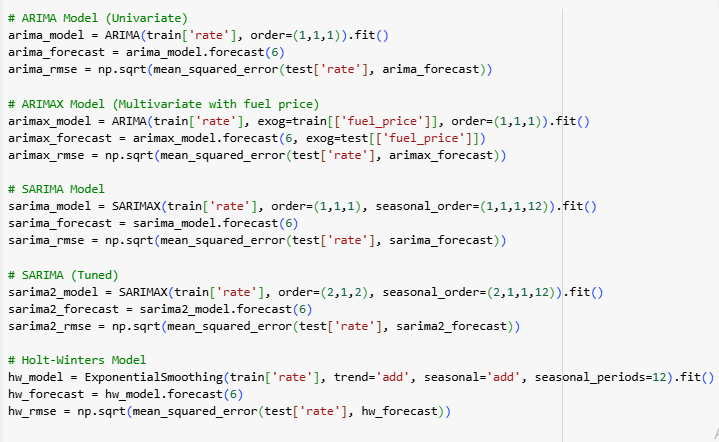 # ARIMA Model (Univariate)
arima_model = ARIMA(train['rate'], order=(1,1,1)).fit()
arima_forecast = arima_model.forecast(6)
arima_rmse = np.sqrt(mean_squared_error(test['rate'], arima_forecast))
# ARIMAX Model (Multivariate with fuel price)
arimax_model = ARIMA(train['rate'], exog=train[['fuel_price']], order=(1,1,1)).fit()
arimax_forecast = arimax_model.forecast(6, exog=test[['fuel_price']])
arimax_rmse = np.sqrt(mean_squared_error(test['rate'], arimax_forecast))
# SARIMA Model
sarima_model = SARIMAX(train['rate'], order=(1,1,1), seasonal_order=(1,1,1,12)).fit()
sarima_forecast = sarima_model.forecast(6)
sarima_rmse = np.sqrt(mean_squared_error(test['rate'], sarima_forecast))
# SARIMA (Tuned)
sarima2_model = SARIMAX(train['rate'], order=(2,1,2), seasonal_order=(2,1,1,12)).fit()
sarima2_forecast = sarima2_model.forecast(6)
sarima2_rmse = np.sqrt(mean_squared_error(test['rate'], sarima2_forecast))
# Holt-Winters Model
hw_model = ExponentialSmoothing(train['rate'], trend='add', seasonal='add', seasonal_periods=12).fit()
hw_forecast = hw_model.forecast(6)
hw_rmse = np.sqrt(mean_squared_error(test['rate'], hw_forecast))